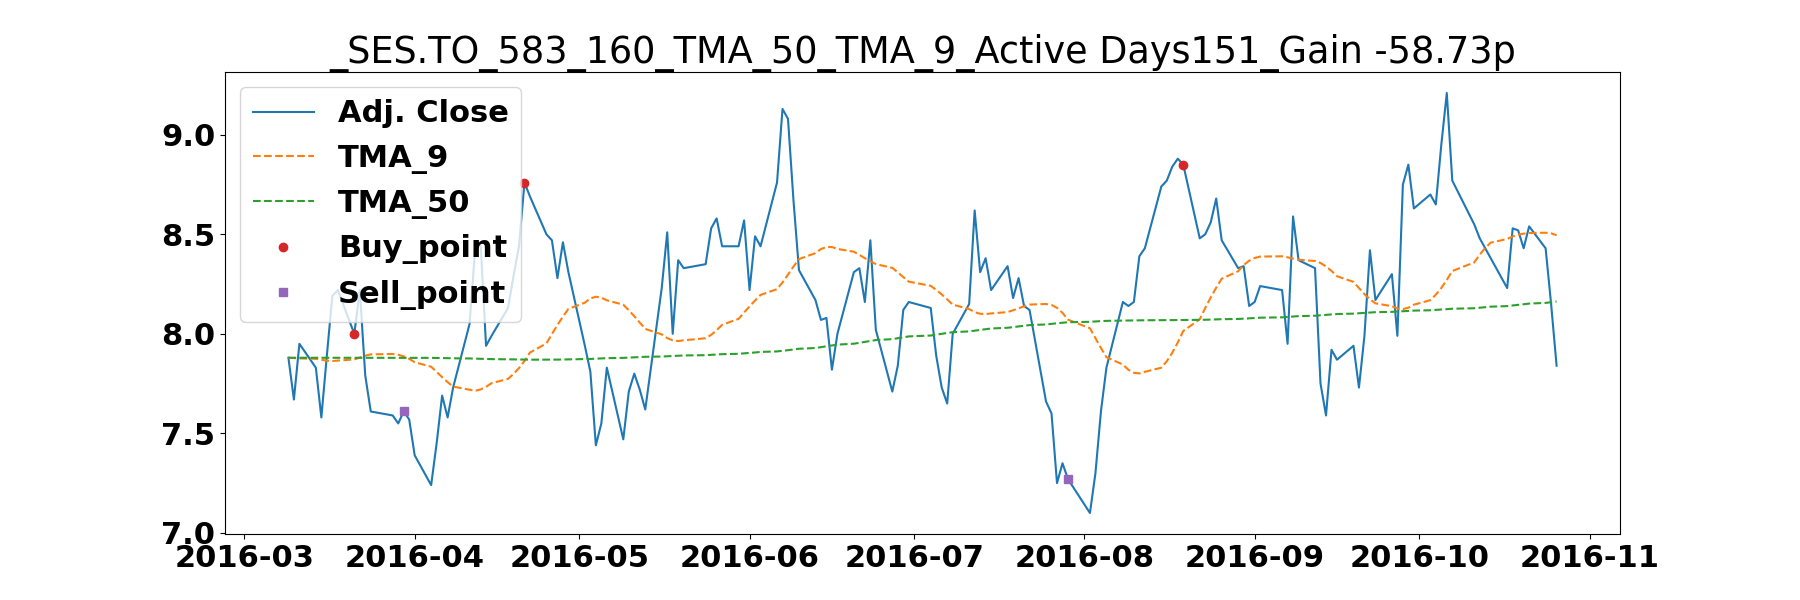 _SES.TO_583_160_TMA_50_TMA_9_Active Days151_Gain -58.73p
Adj. Close
TMA_9
TMA_50
Buy_point
Sell_point
9.0
8.5
8.0
7.5
7.0
2016-03 2016-04 2016-05 2016-06 2016-07 2016-08 2016-09 2016-10 2016-11